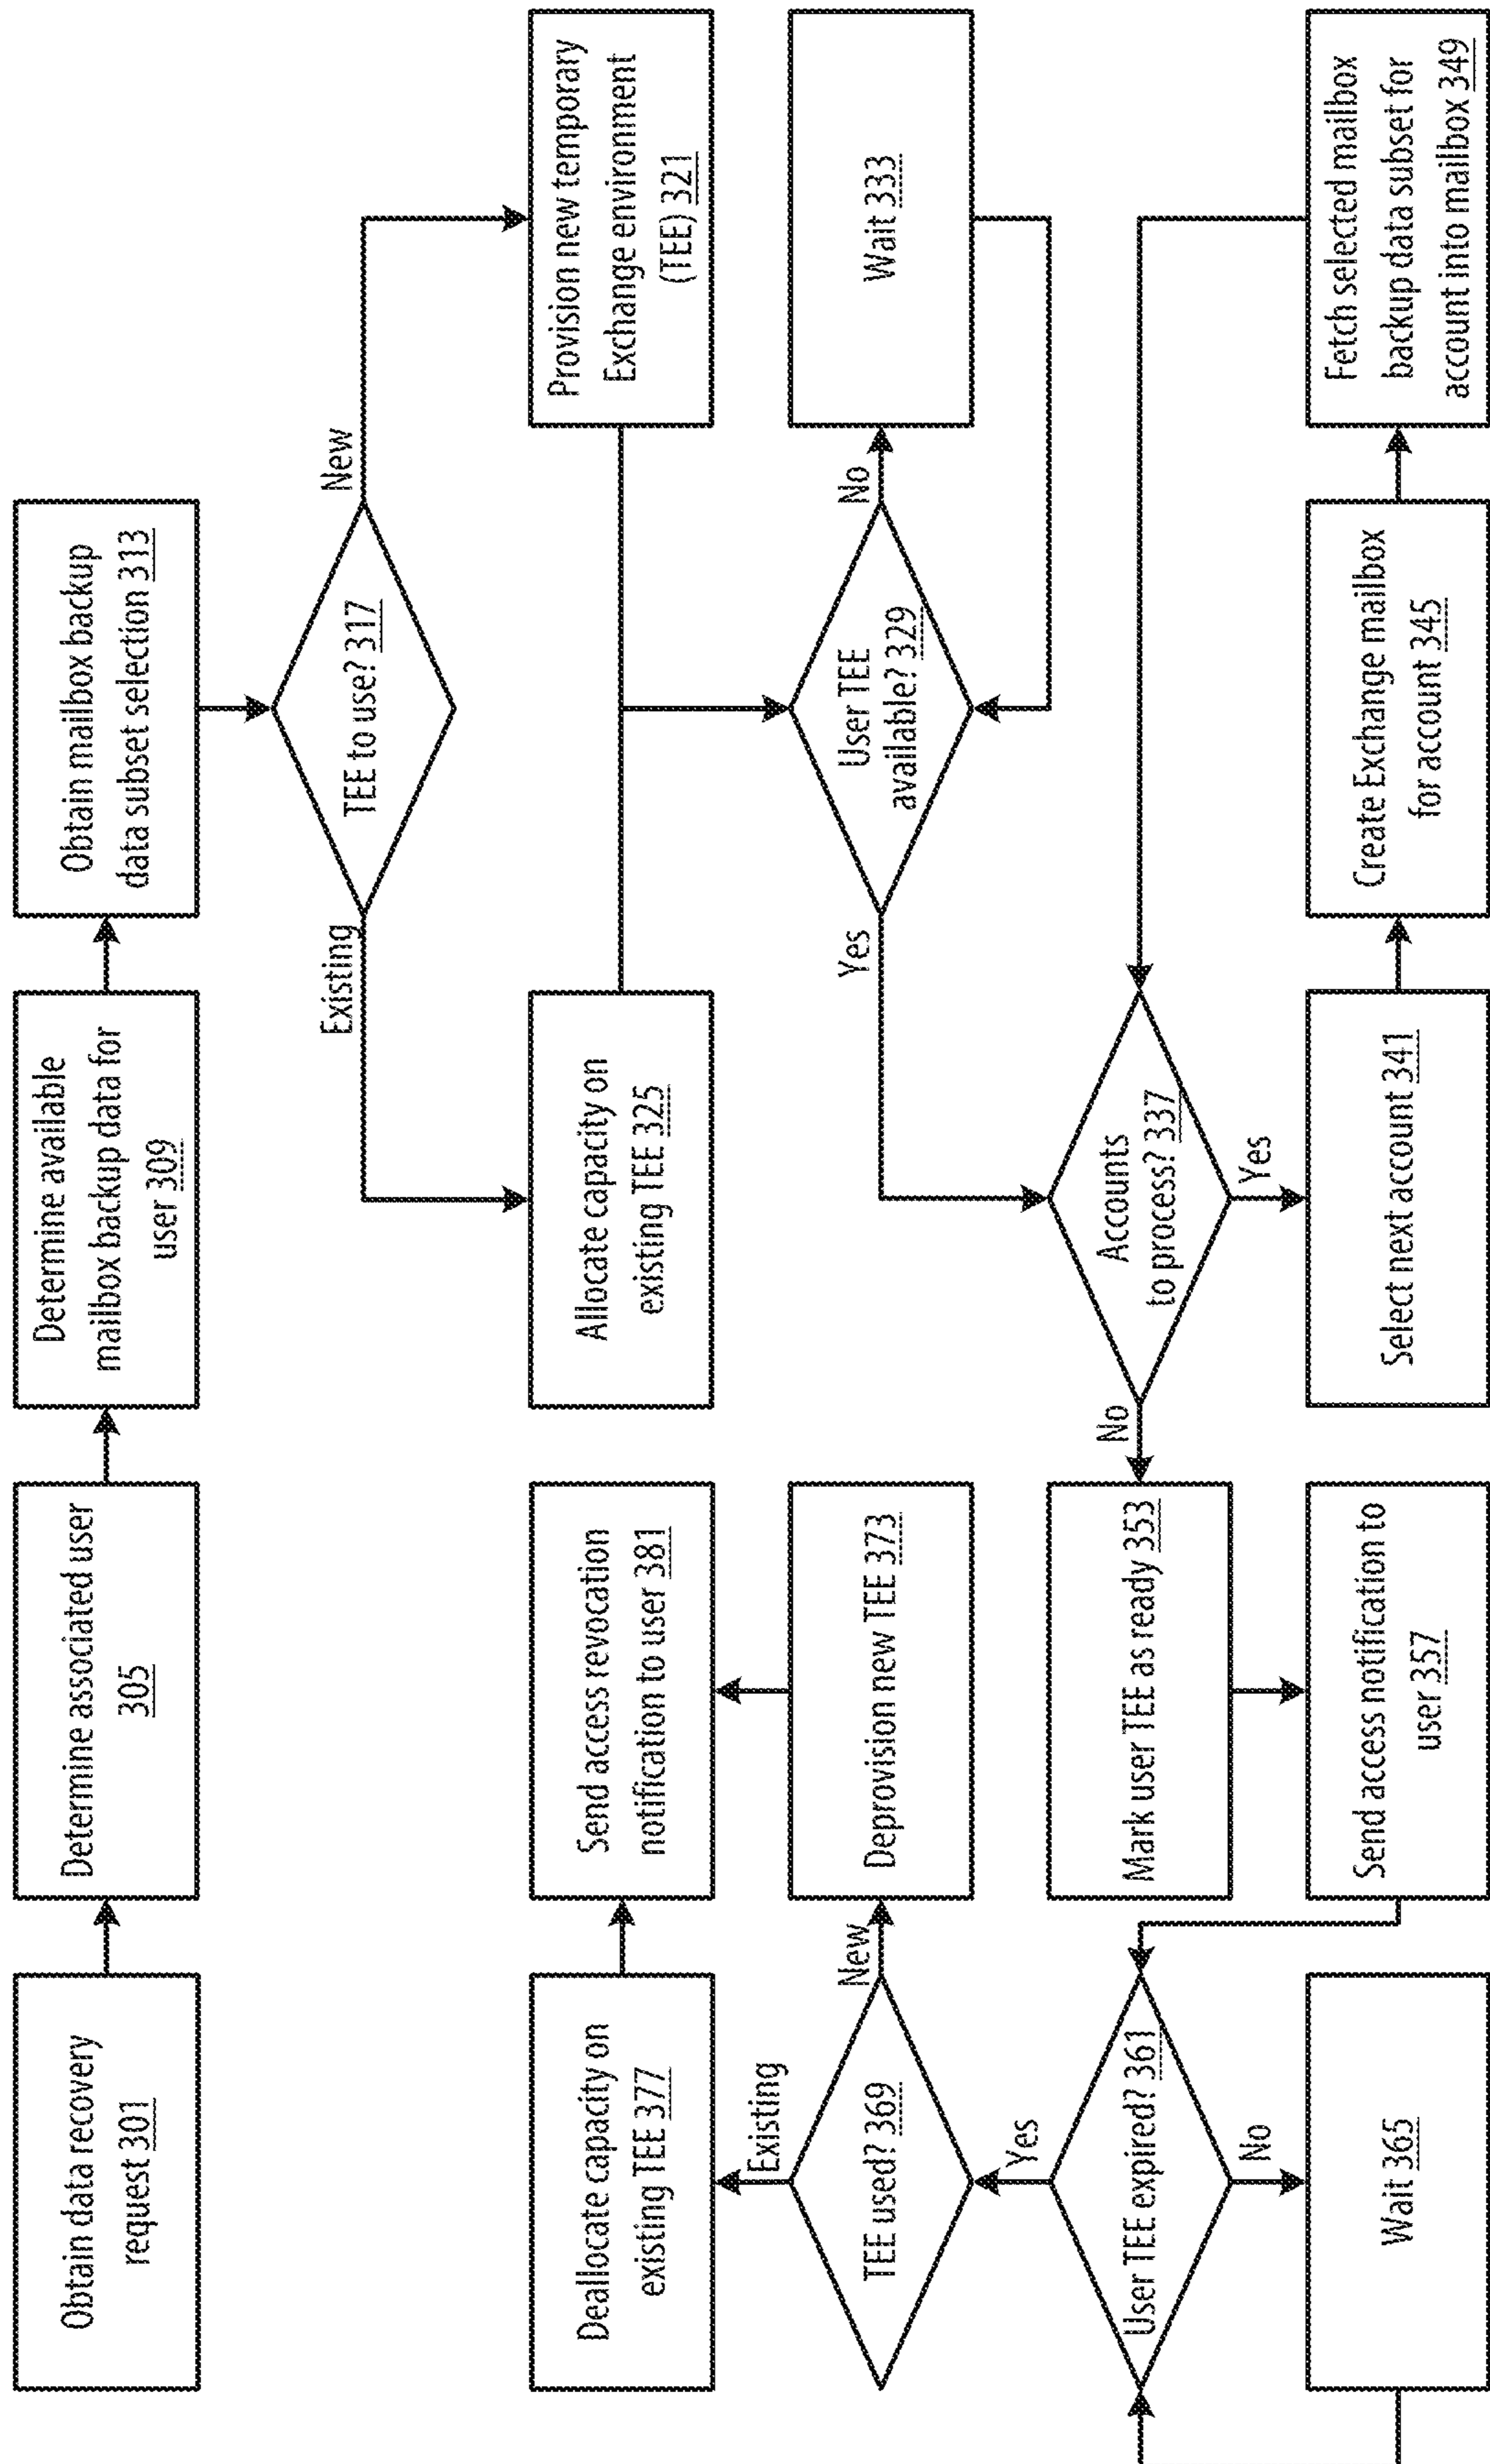 Obtain data recovery
request 301
Determine associated user
305
Determine available
mailbox backup data for
user 309
Obtain mailbox backup
data subset selection 313
TEE to use? 317
Existing
New
Allocate capacity on
existing TEE 325
Provision new temporary
Exchange environment
(TEE) 321
User TEE
available? 329
Yes
No
Wait 333
Accounts
to process? 337
No
Yes
Select next account 341
Create Exchange mailbox
for account 345
Fetch selected mailbox
backup data subset for
account into mailbox 349
Mark user TEE as ready 353
Send access notification to
user 357
User TEE expired? 361
Yes
No
Wait 365
TEE used? 369
Existing
New
Deprovision new TEE 373
Deallocate capacity on
existing TEE 377
Send access revocation
notification to user 381